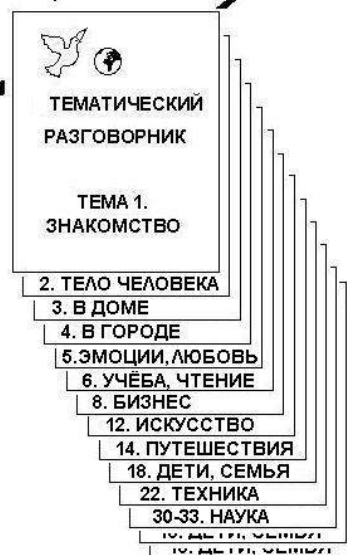 ТЕМАТИЧЕСКИЙ
РАЗГОВОРНИК
ТЕМА 1.
ЗНАКОМСТВО
2. ТЕЛО ЧЕЛОВЕКА
3. В ДОМЕ
4. В ГОРОДЕ
5.ЭМОЦИИ, ЛЮБОВЬ
6. УЧЁБА, ЧТЕНИЕ
8. БИЗНЕС
12. ИСКУССТВО
14. ПУТЕШЕСТВИЯ
18. ДЕТИ, СЕМЬЯ
22. ТЕХНИКА
30-33. НАУКА